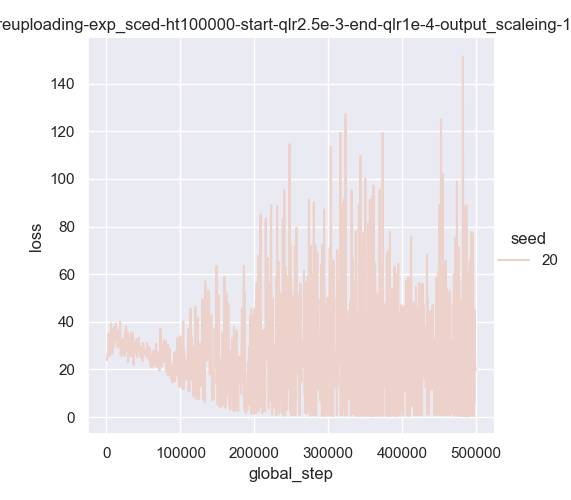 reuploading-exp_sced-ht100000-start-qlr2.5e-3-end-qlr1e-4-output_scaleing-1
140
120
100
80
60
40
20
0
loss
seed
20
0 100000 200000 300000 400000 500000
global_step